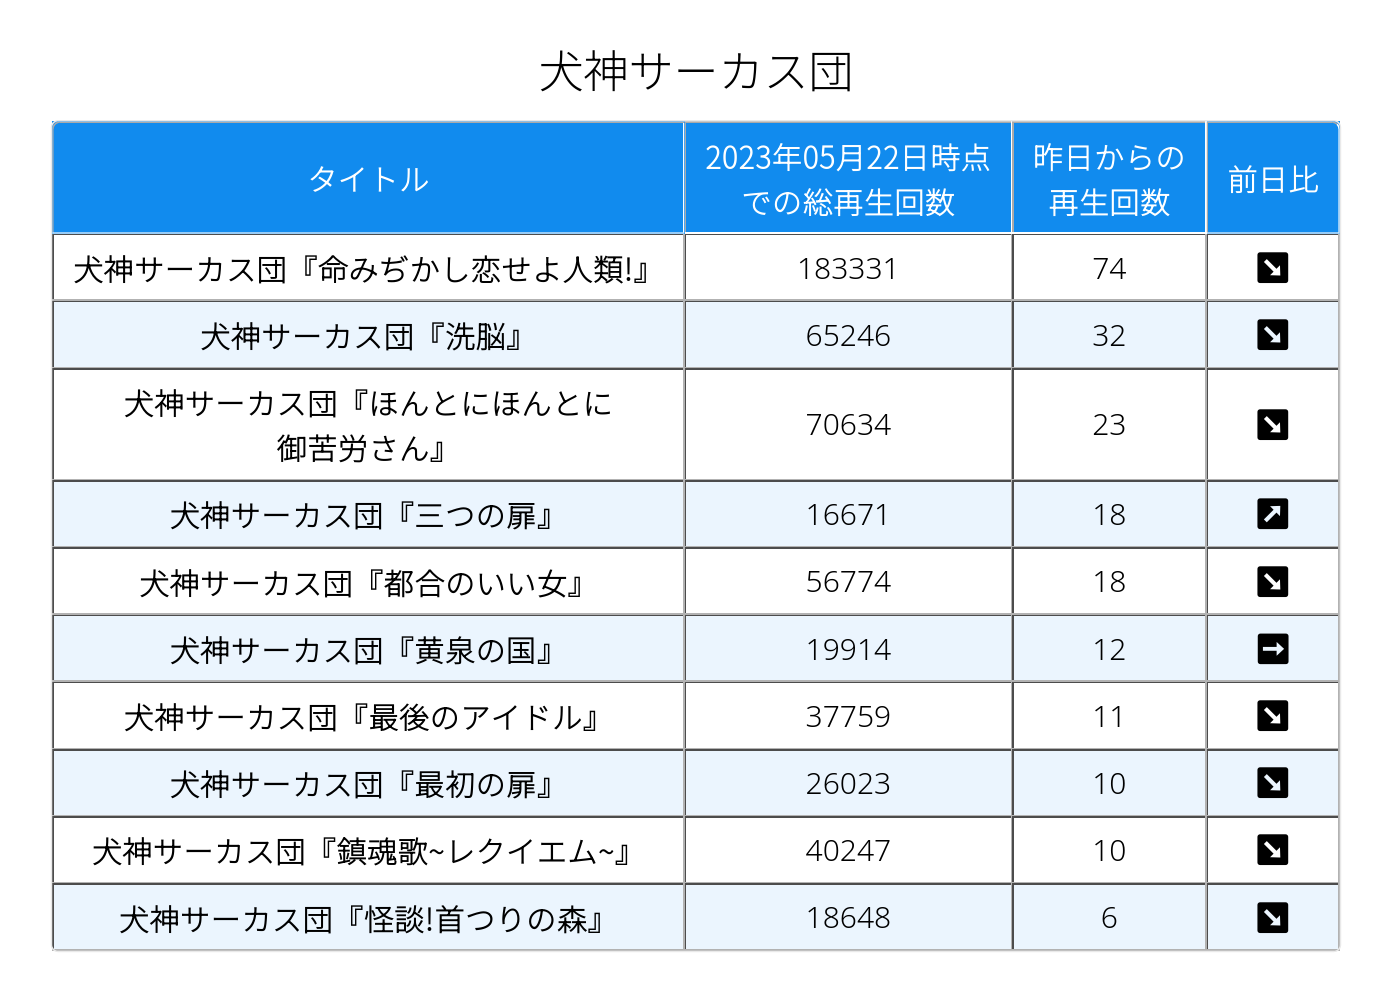 犬神サーカス団
タイトル
2023年05月22日時点
での総再生回数
昨日からの
再生回数
前日比
犬神サーカス団『命みぢかし恋せよ人類!』
183331
74
↘
犬神サーカス団『洗脳』
65246
32
↘
犬神サーカス団『ほんとにほんとに
御苦労さん』
70634
23
↘
犬神サーカス団『三つの扉』
16671
18
↗
犬神サーカス団『都合のいい女』
56774
18
↘
犬神サーカス団『黄泉の国』
19914
12
→
犬神サーカス団『最後のアイドル』
37759
11
↘
犬神サーカス団『最初の扉』
26023
10
↘
犬神サーカス団『鎮魂歌~レクイエム~』
40247
10
↘
犬神サーカス団『怪談!首つりの森』
18648
6
↘